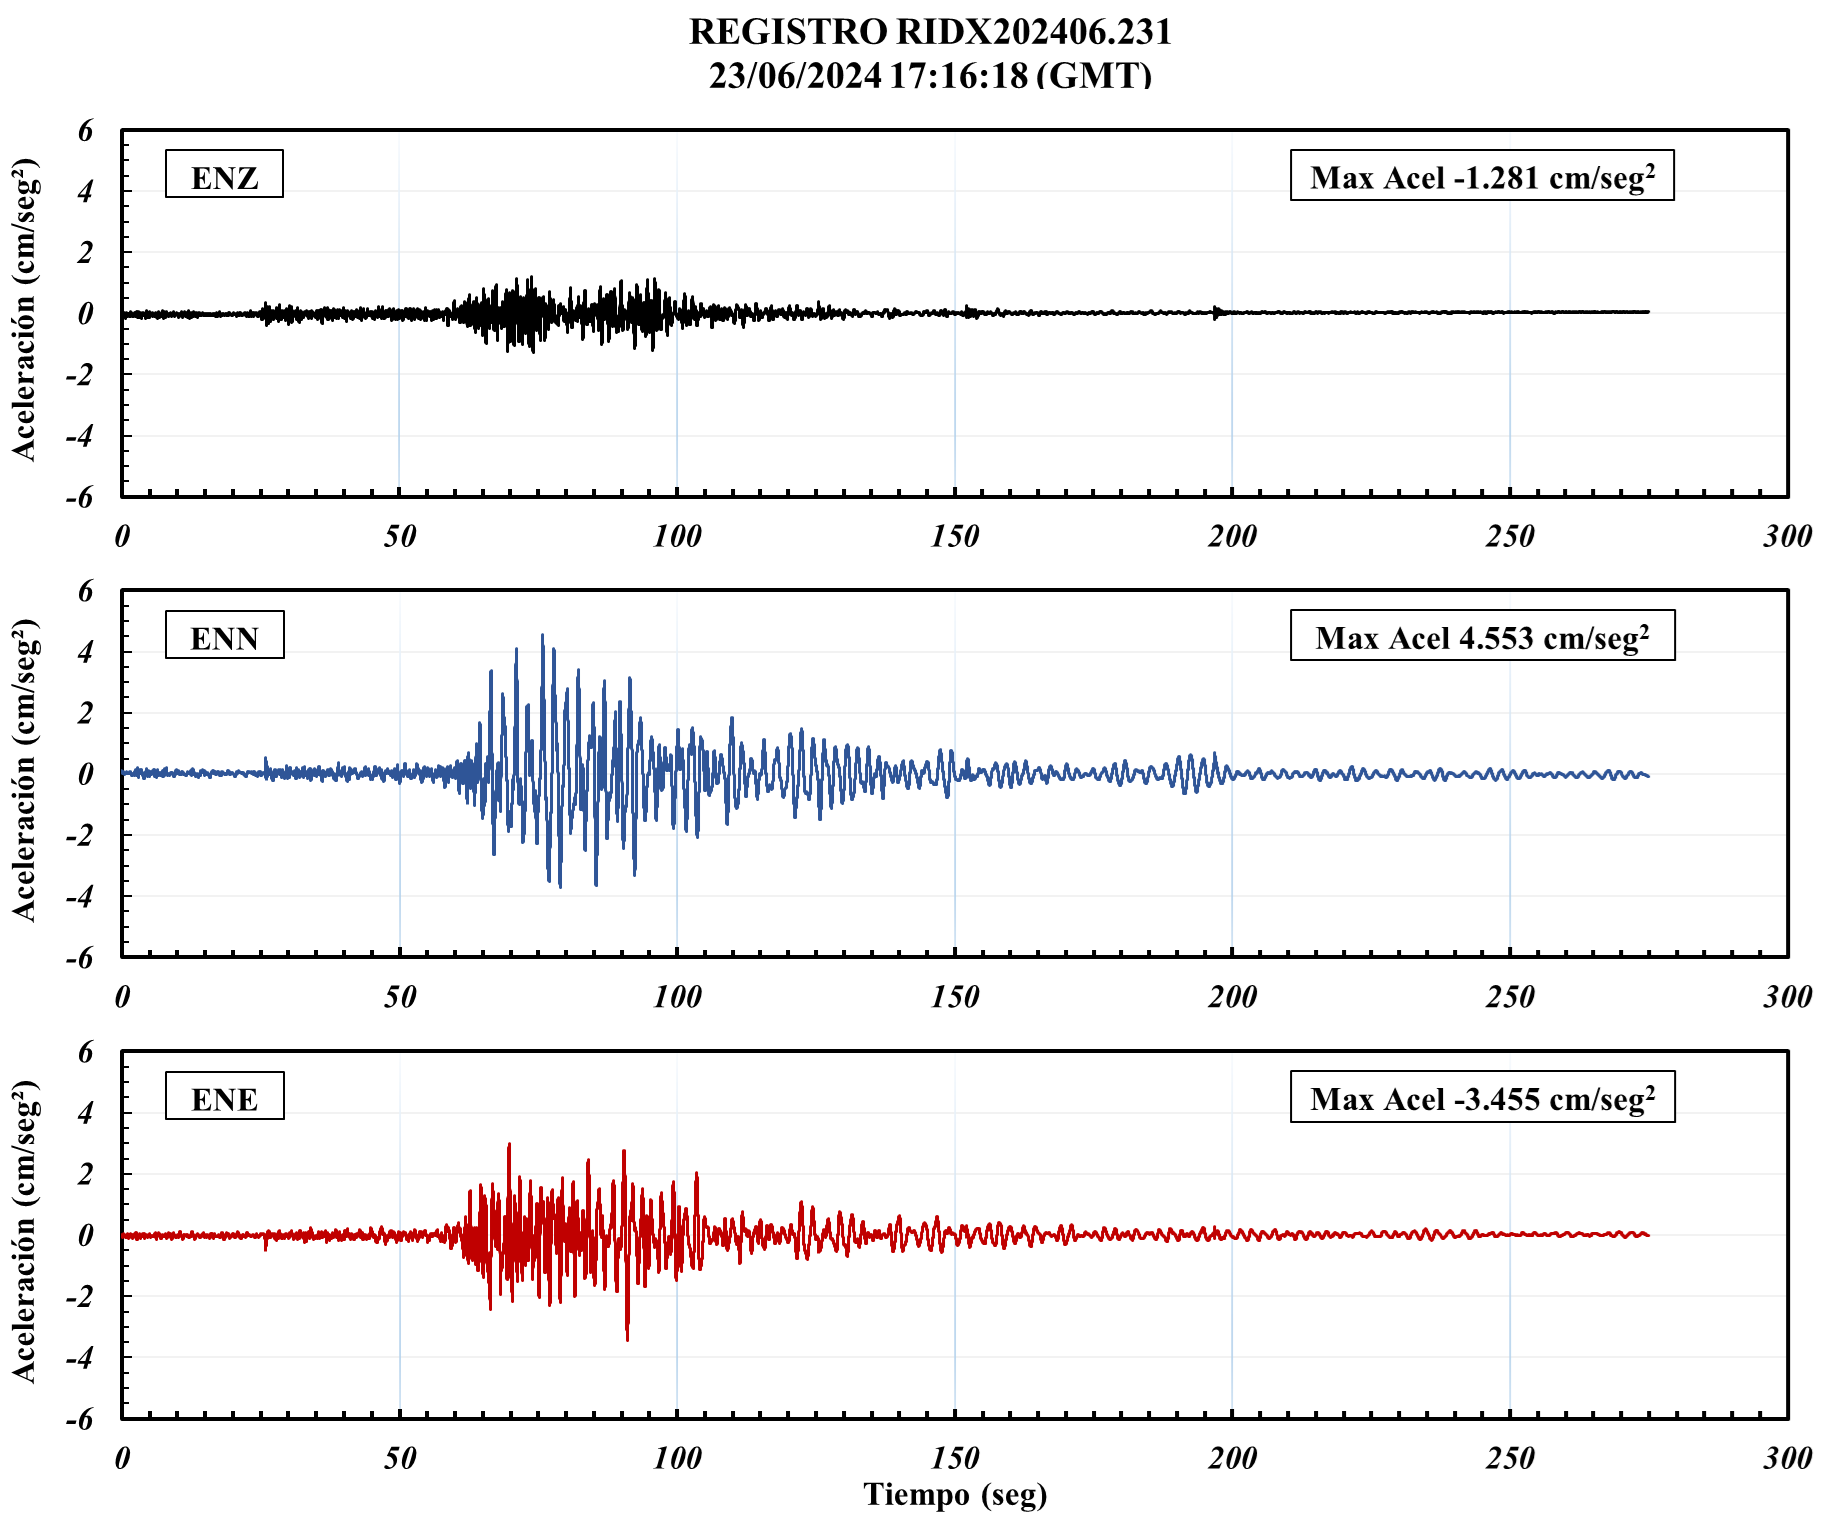 REGISTRO RIDX202406.231
23/06/2024 17:16:18 (GMT)
Aceleración (cm/seg²)
6
4
2
0
-2
-4
-6
ENZ
Max Acel -1.281 cm/seg²
0 50 100 150 200 250 300
Aceleración (cm/seg²)
6
4
2
0
-2
-4
-6
ENN
Max Acel 4.553 cm/seg²
0 50 100 150 200 250 300
Aceleración (cm/seg²)
6
4
2
0
-2
-4
-6
ENE
Max Acel -3.455 cm/seg²
0 50 100 150 200 250 300
Tiempo (seg)